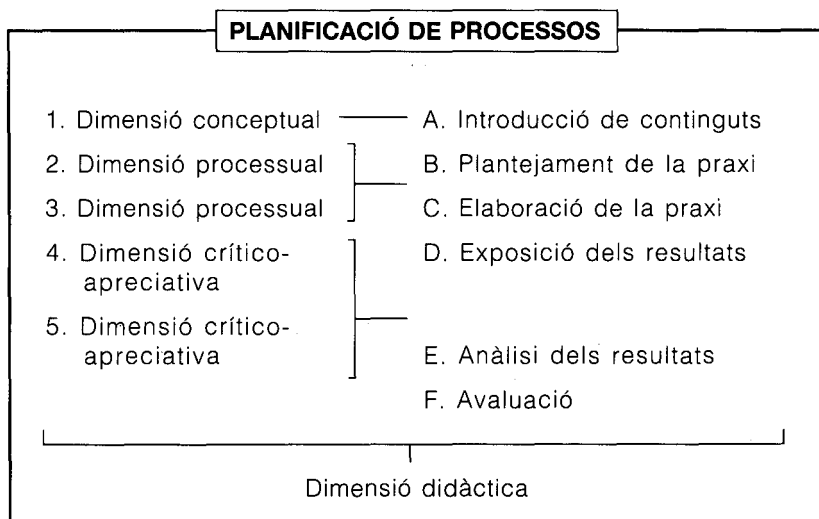 PLANIFICACIÓ DE PROCESSOS
1. Dimensió conceptual
A. Introducció de continguts
2. Dimensió processual
B. Plantejament de la praxi
3. Dimensió processual
C. Elaboració de la praxi
4. Dimensió crítico-
apreciativa
D. Exposició dels resultats
5. Dimensió crítico-
apreciativa
E. Anàlisi dels resultats
F. Avaluació
Dimensió didàctica